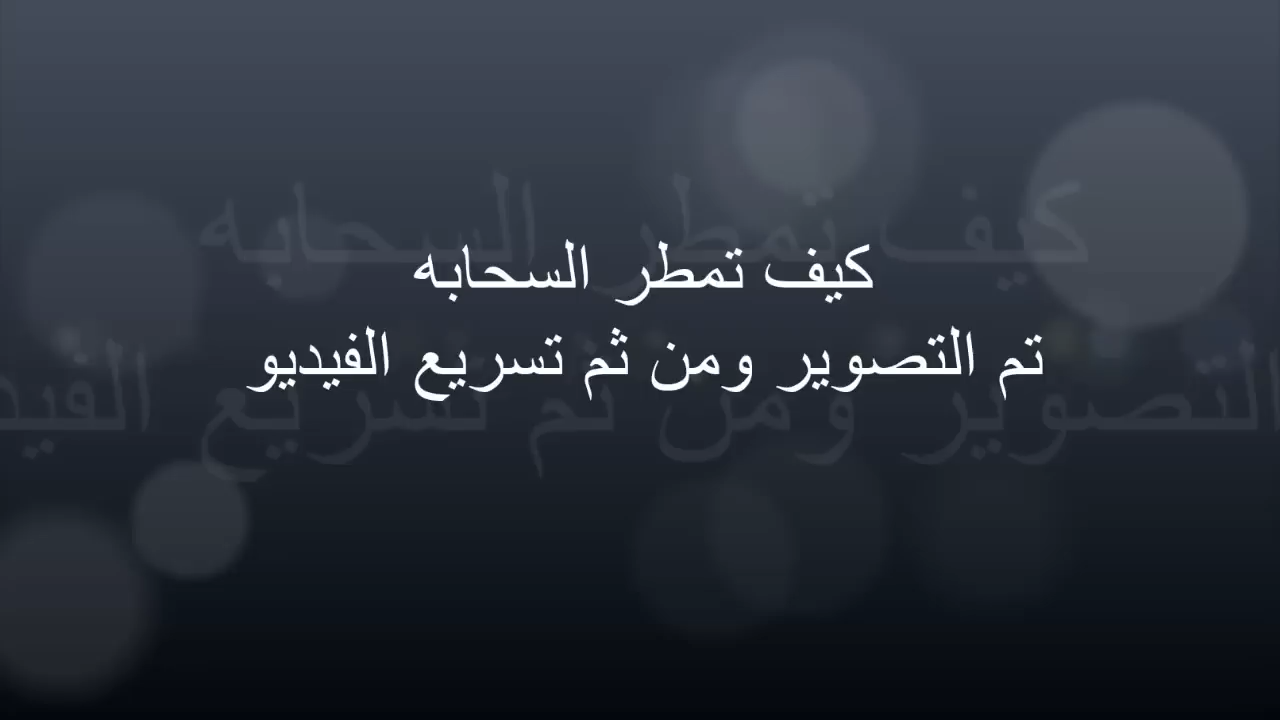 كيف تمطر السحابه
تم التصوير ومن ثم تسريع الفيديو